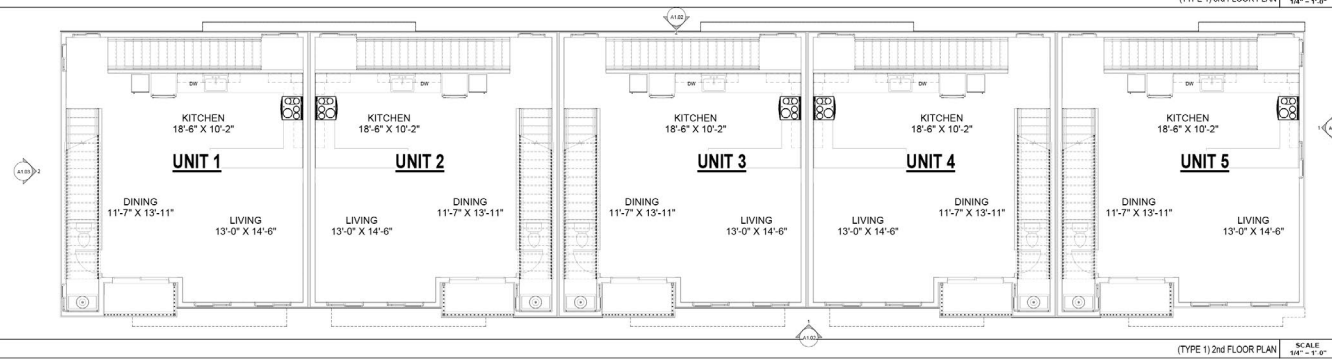 (TYPE 1) 3rd FLOOR PLAN
1/4" = 1'-0"
A1.02
DW
DW
DW
DW
DW
KITCHEN
18'-6" X 10'-2"
KITCHEN
18'-6" X 10'-2"
KITCHEN
18'-6" X 10'-2"
KITCHEN
18'-6" X 10'-2"
KITCHEN
18'-6" X 10'-2"
UNIT 1
UNIT 2
UNIT 3
UNIT 4
UNIT 5
A1.03
2
1
DINING
11'-7" X 13'-11"
LIVING
13'-0" X 14'-6"
LIVING
13'-0" X 14'-6"
DINING
11'-7" X 13'-11"
DINING
11'-7" X 13'-11"
LIVING
13'-0" X 14'-6"
LIVING
13'-0" X 14'-6"
DINING
11'-7" X 13'-11"
DINING
11'-7" X 13'-11"
LIVING
13'-0" X 14'-6"
1
A1.02
(TYPE 1) 2nd FLOOR PLAN
SCALE
1/4" = 1'-0"